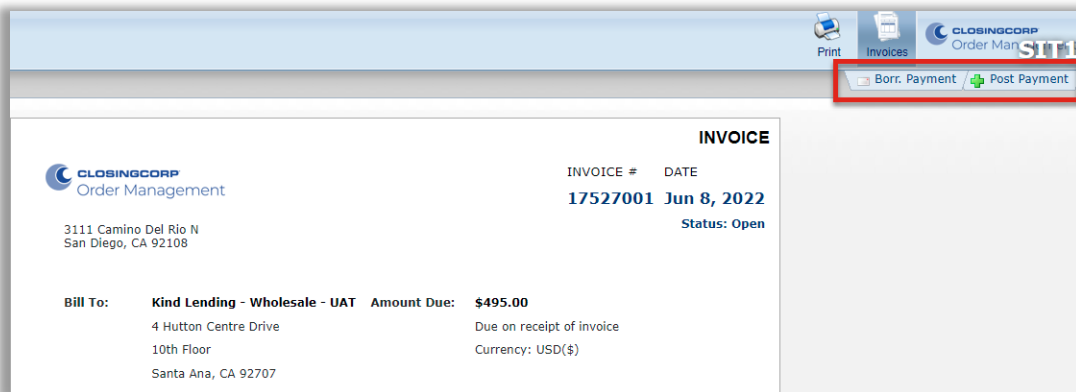 Print
Invoices
CLOSINGCORP
Order Man
SIT1
Borr. Payment
Post Payment
INVOICE
CLOSINGCORP
Order Management
INVOICE # DATE
17527001 Jun 8, 2022
Status: Open
3111 Camino Del Rio N
San Diego, CA 92108
Bill To: Kind Lending - Wholesale - UAT Amount Due: $495.00
4 Hutton Centre Drive Due on receipt of invoice
10th Floor Currency: USD($)
Santa Ana, CA 92707